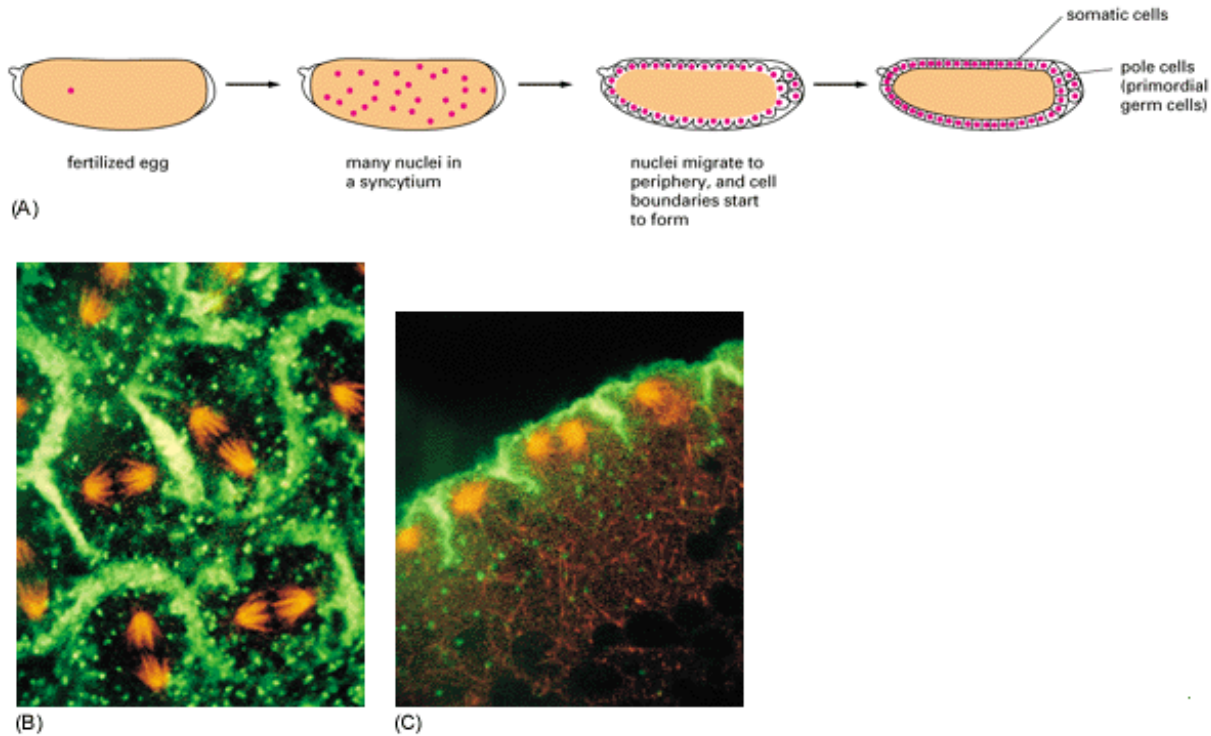 somatic cells
pole cells
(primordial
germ cells)
fertilized egg
many nuclei in
a syncytium
nuclei migrate to
periphery, and cell
boundaries start
to form
(A)
(B)
(C)